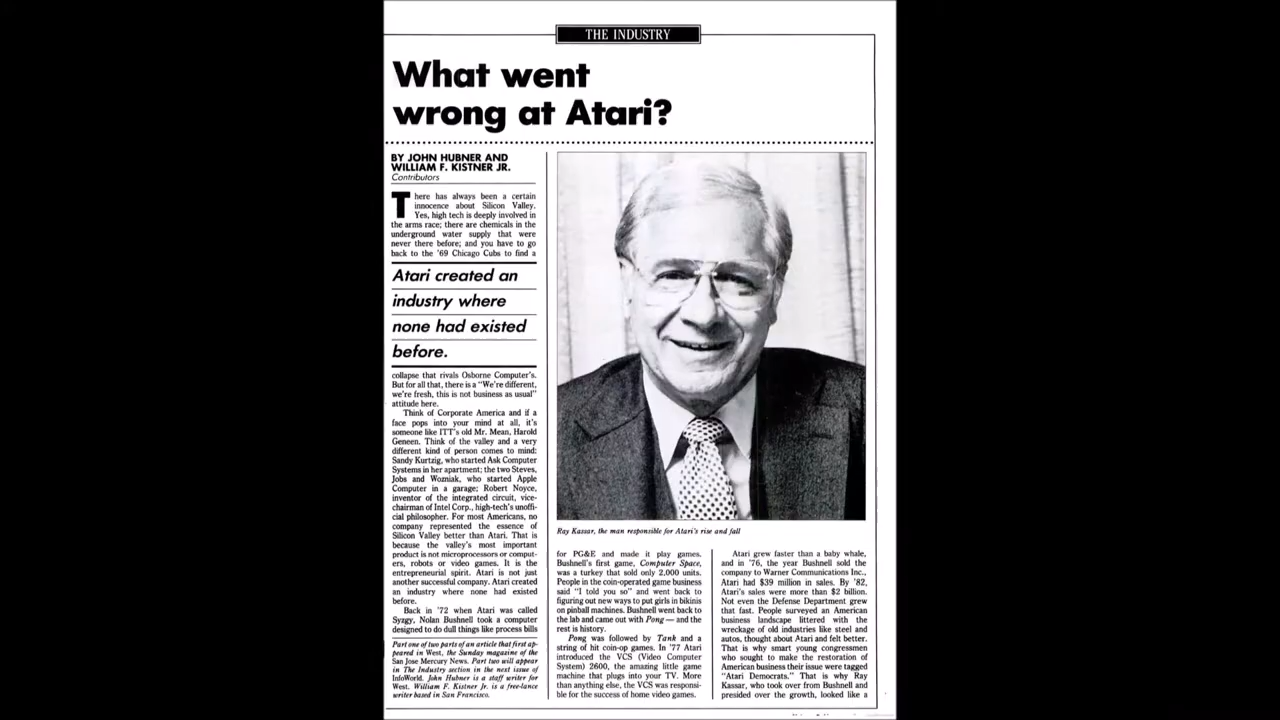 THE INDUSTRY
What went
wrong at Atari?
BY JOHN HUBNER AND
WILLIAM F. KISTNER JR.
Contributors
There has always been a certain
innocence about Silicon Valley.
Yes, high tech is deeply involved in
the arms race; there are chemicals in the
underground water supply that were
never there before; and you have to go
back to the '69 Chicago Cubs to find a
Atari created an
industry where
none had existed
before.
collapse that rivals Osborne Computer's.
But for all that, there is a "We're different,
we're fresh, this is not business as usual"
attitude here.
Think of Corporate America and if a
face pops into your mind at all, it's
someone like ITT's old Mr. Mean, Harold
Geneen. Think of the valley and a very
different kind of person comes to mind:
Sandy Kurtzig, who started Ask Computer
Systems in her apartment; the two Steves,
Jobs and Wozniak, who started Apple
Computer in a garage; Robert Noyce,
inventor of the integrated circuit, vice-
chairman of Intel Corp., high-tech's unoffi-
cial philosopher. For most Americans, no
company represented the essence of
Silicon Valley better than Atari. That is
because the valley's most important
product is not microprocessors or comput-
ers, robots or video games. It is the
entrepreneurial spirit. Atari is not just
another successful company. Atari created
an industry where none had existed
before.
Back in '72 when Atari was called
Syzgy, Nolan Bushnell took a computer
designed to do dull things like process bills
Part one of two parts of an article that first ap-
peared in West, the Sunday magazine of the
San Jose Mercury News. Part two will appear
in The Industry section in the next issue of
InfoWorld. John Hubner is a staff writer for
West. William F. Kistner Jr. is a free-lance
writer based in San Francisco.
Ray Kassar, the man responsible for Atari's rise and fall
for PG&E and made it play games.
Bushnell's first game, Computer Space,
was a turkey that sold only 2,000 units.
People in the coin-operated game business
said "I told you so" and went back to
figuring out new ways to put girls in bikinis
on pinball machines. Bushnell went back to
the lab and came out with Pong — and the
rest is history.
Pong was followed by Tank and a
string of hit coin-op games. In '77 Atari
introduced the VCS (Video Computer
System) 2600, the amazing little game
machine that plugs into your TV. More
than anything else, the VCS was responsi-
ble for the success of home video games.
Atari grew faster than a baby whale,
and in '76, the year Bushnell sold the
company to Warner Communications Inc.,
Atari had $39 million in sales. By '82,
Atari's sales were more than $2 billion.
Not even the Defense Department grew
that fast. People surveyed an American
business landscape littered with the
wreckage of old industries like steel and
autos, thought about Atari and felt better.
That is why smart young congressmen
who sought to make the restoration of
American business their issue were tagged
"Atari Democrats." That is why Ray
Kassar, who took over from Bushnell and
presided over the growth, looked like a